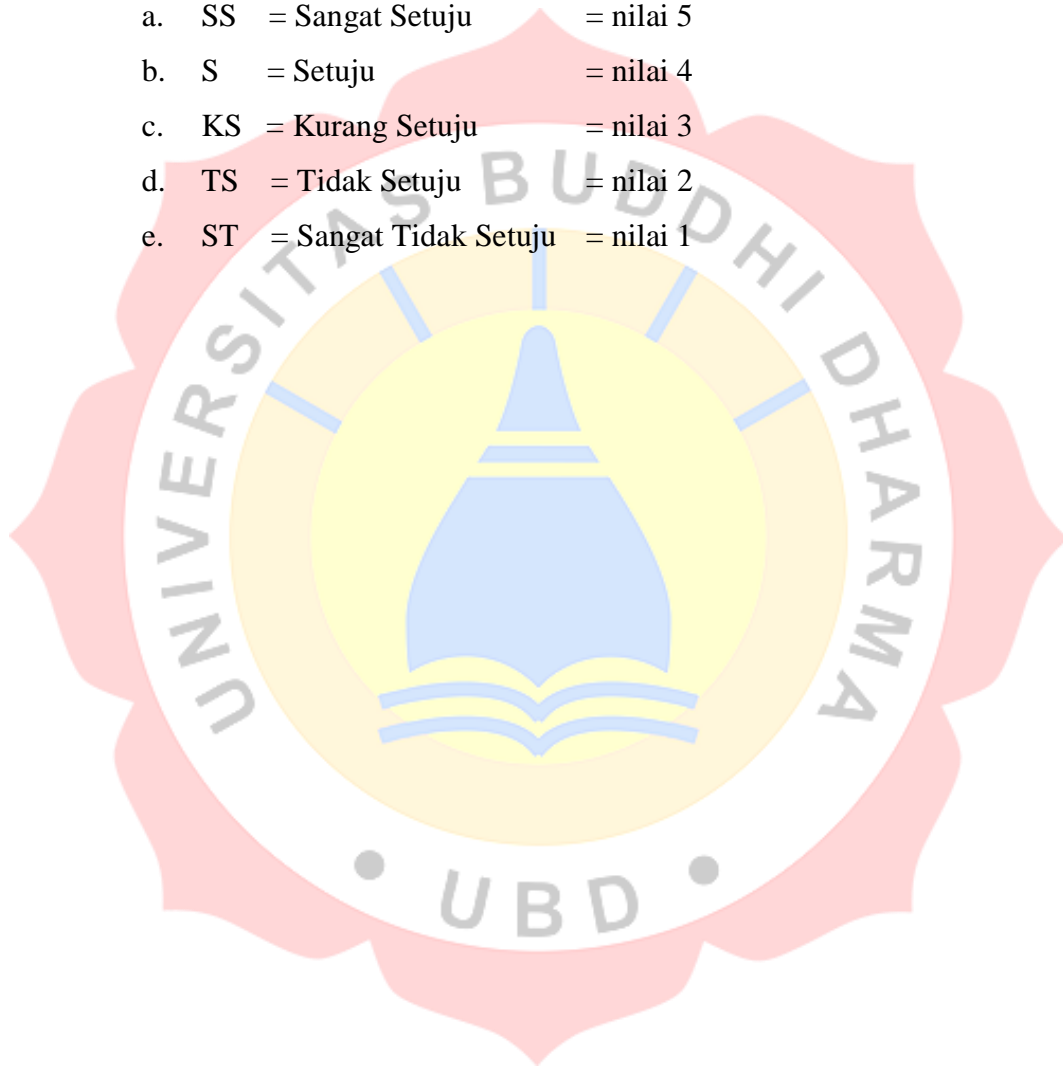 a. SS = Sangat Setuju = nilai 5
b. S = Setuju = nilai 4
c. KS = Kurang Setuju = nilai 3
d. TS = Tidak Setuju = nilai 2
e. ST = Sangat Tidak Setuju = nilai 1
UNIVERSITAS BUDDHI DHARMA
• UBD •